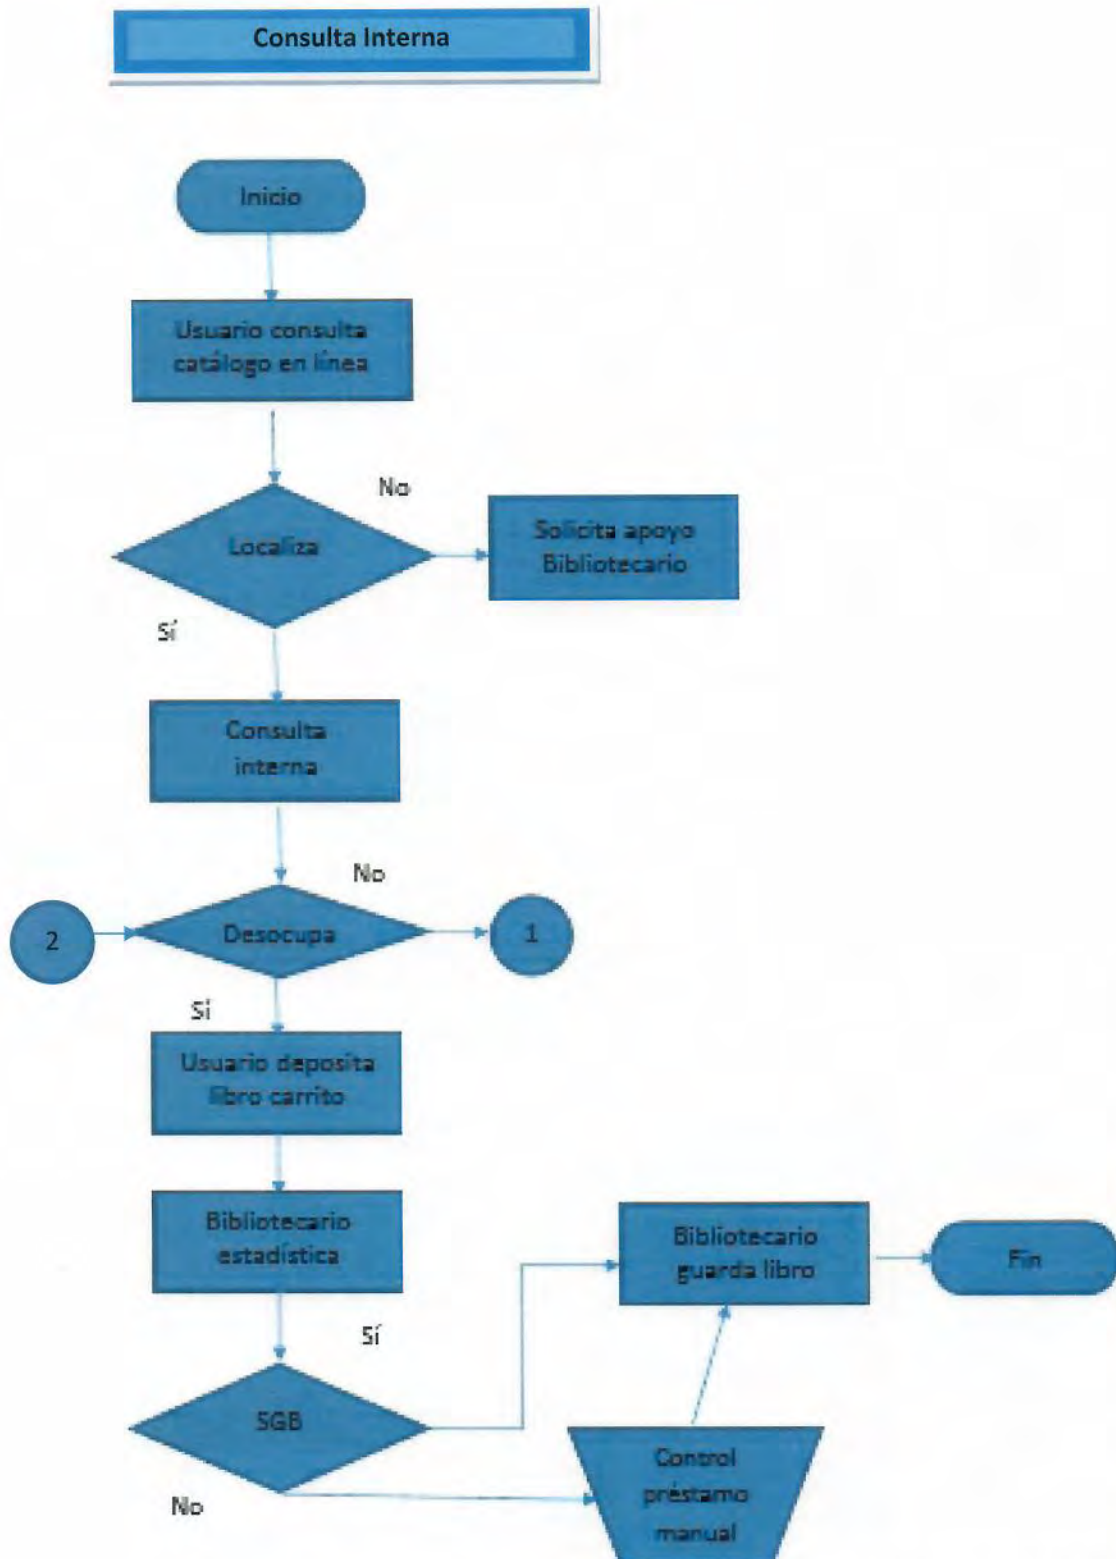 Consulta Interna
Inicio
Usuario consulta
catálogo en línea
No
Localiza
Solicita apoyo
Bibliotecario
Sí
Consulta
interna
No
2
Desocupa
1
Sí
Usuario deposita
libro carrito
Bibliotecario
estadística
Bibliotecario
guarda libro
Fin
Sí
SGB
Control
préstamo
manual
No